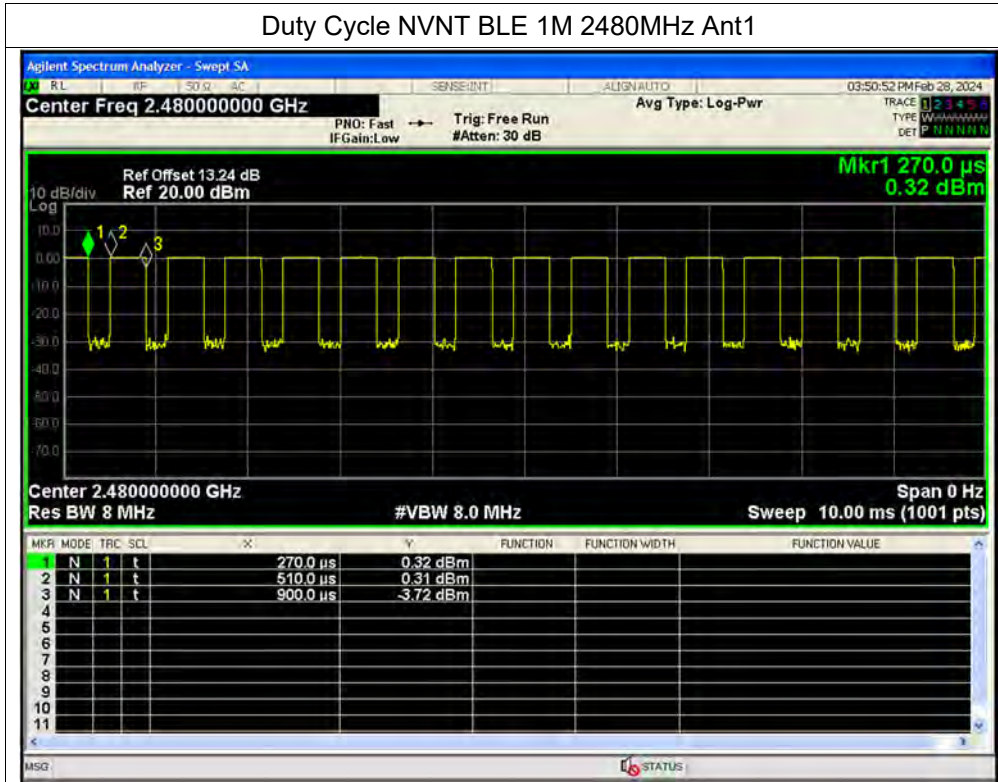 Duty Cycle NVNT BLE 1M 2480MHz Ant1
Agilent Spectrum Analyzer - Swept SA
RL RF 50 Ω AC SENSE:INT ALIGN AUTO 03:50:52 PM Feb 28, 2024
Center Freq 2.480000000 GHz Avg Type: Log-Pwr TRACE 1 2 3 4 5 6
PNO: Fast Trig: Free Run TYPE W
IFGain:Low #Atten: 30 dB DET P N N N N N
Mkr1 270.0 µs
Ref Offset 13.24 dB
10 dB/div Ref 20.00 dBm 0.32 dBm
Log
10.0
1 2 3
0.00
-10.0
-20.0
-30.0
-40.0
-50.0
-60.0
-70.0
Center 2.480000000 GHz Span 0 Hz
Res BW 8 MHz #VBW 8.0 MHz Sweep 10.00 ms (1001 pts)
MKR MODE TRC SCL X Y FUNCTION FUNCTION WIDTH FUNCTION VALUE
1 N 1 t 270.0 µs 0.32 dBm
2 N 1 t 510.0 µs 0.31 dBm
3 N 1 t 900.0 µs -3.72 dBm
4
5
6
7
8
9
10
11
MSG STATUS